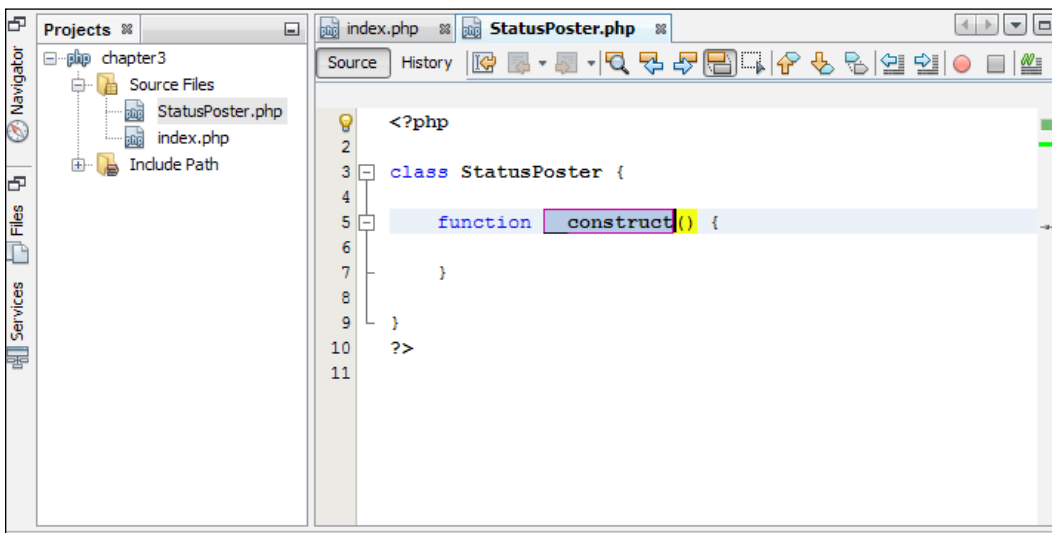 Projects
index.php
StatusPoster.php
Navigator
chapter3
Source
History
Source Files
StatusPoster.php
index.php
Include Path
Files
Services
<?php
2
3 class StatusPoster {
4
5 function __construct() {
6
7 }
8
9 }
10 ?>
11